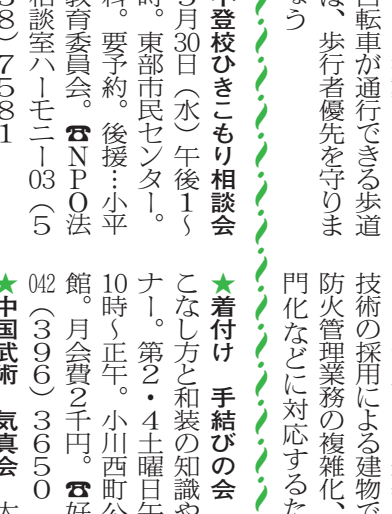 自転車が通行できる歩道
は、歩行者優先を守りま
ょう
不登校ひきこもり相談会
月30日（水）午後1～
時。東部市民センター。
料。要予約。後援…小平
教育委員会。☎NPO法
相談室ハーモニー03（5
38）7581
技術の採用による建物で
防火管理業務の複雑化、
門化などに対応するた
★着付け　手結びの会
こなし方と和装の知識や
ナー。第2・4土曜日午
10時～正午。小川西町公
館。月会費2千円。☎好
042（396）3650
★中国武術　気真会